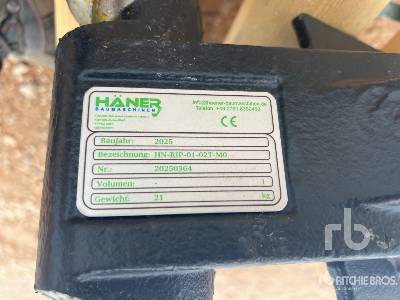 HÄNER
BAUMASCHINEN
info@haener-baumaschinen.de
CE
Baujahr: 2025
Bezeichnung: HN-RIP-01-02T-M0
Nr.: 20250364
Volumen: - l
Gewicht: 21 kg
rb
RITCHIE BROS